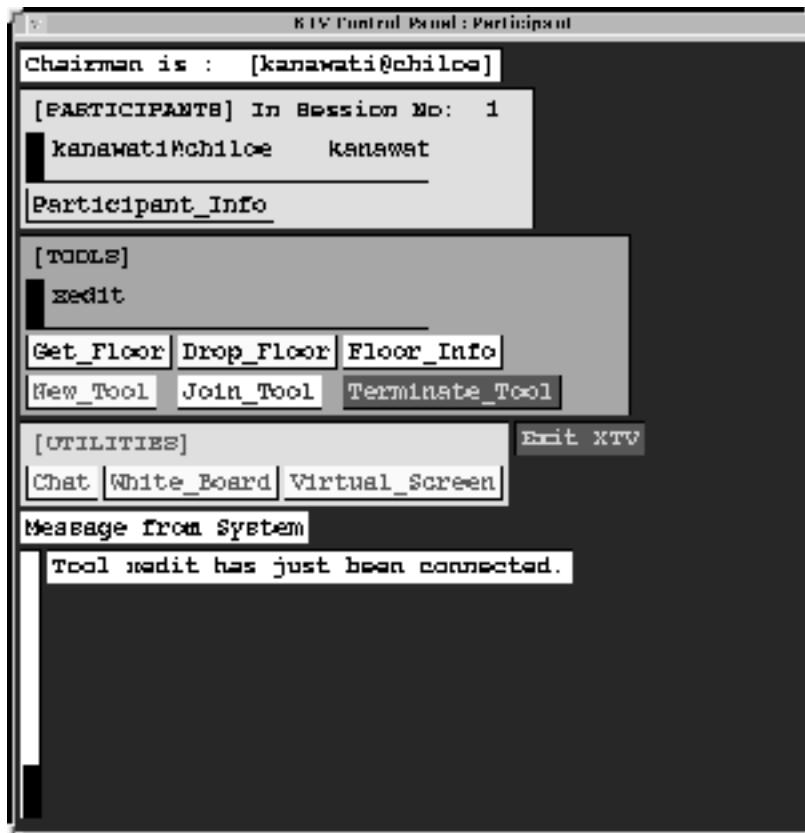 XTV Control Panel : Participant
Chairman is : [kanawati@chiloe]
[PARTICIPANTS] In Session No: 1
kanawati@chiloe kanawat
Participant_Info
[TOOLS]
xedit
Get_Floor Drop_Floor Floor_Info
New_Tool Join_Tool Terminate_Tool
[UTILITIES] Exit XTV
Chat White_Board Virtual_Screen
Message from System
Tool xedit has just been connected.